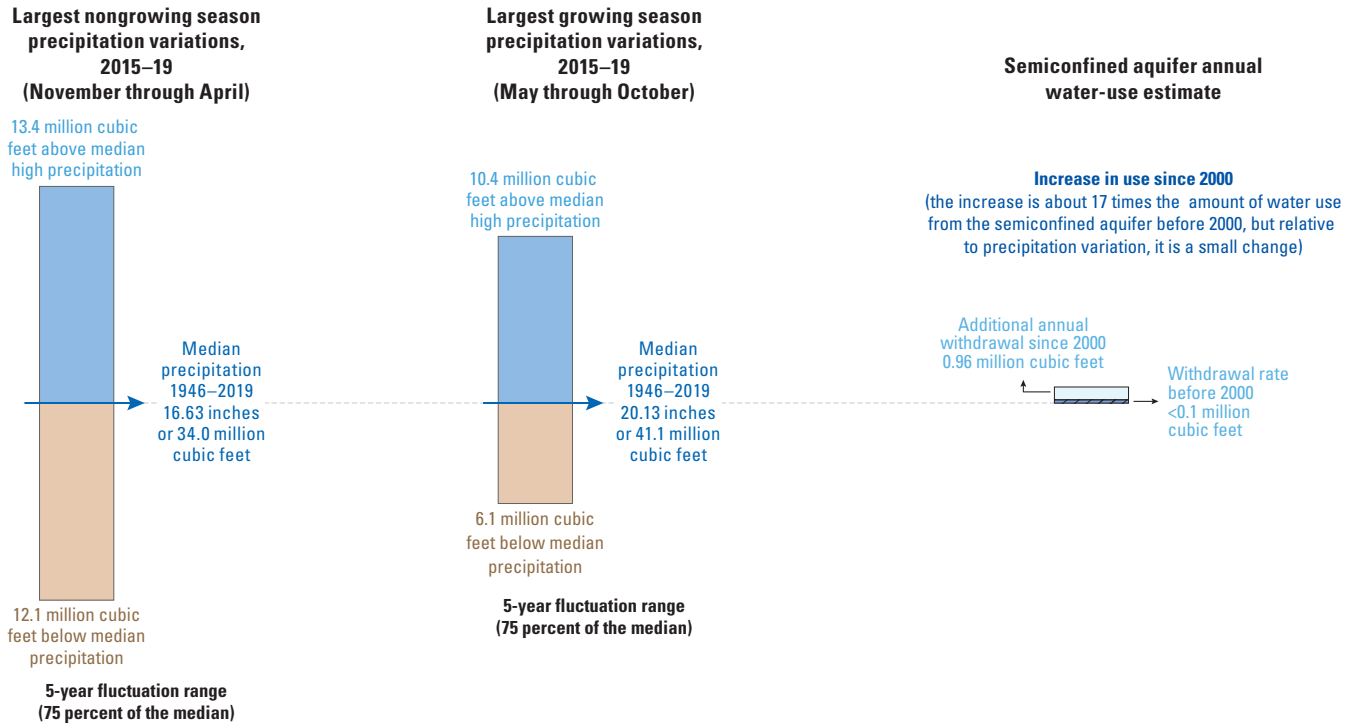 Largest nongrowing season
precipitation variations,
2015–19
(November through April)
13.4 million cubic
feet above median
high precipitation
Median
precipitation
1946–2019
16.63 inches
or 34.0 million
cubic feet
12.1 million cubic
feet below median
precipitation
5-year fluctuation range
(75 percent of the median)
Largest growing season
precipitation variations,
2015–19
(May through October)
10.4 million cubic
feet above median
high precipitation
Median
precipitation
1946–2019
20.13 inches
or 41.1 million
cubic feet
6.1 million cubic
feet below median
precipitation
5-year fluctuation range
(75 percent of the median)
Semiconfined aquifer annual
water-use estimate
Increase in use since 2000
(the increase is about 17 times the amount of water use
from the semiconfined aquifer before 2000, but relative
to precipitation variation, it is a small change)
Additional annual
withdrawal since 2000
0.96 million cubic feet
Withdrawal rate
before 2000
<0.1 million
cubic feet